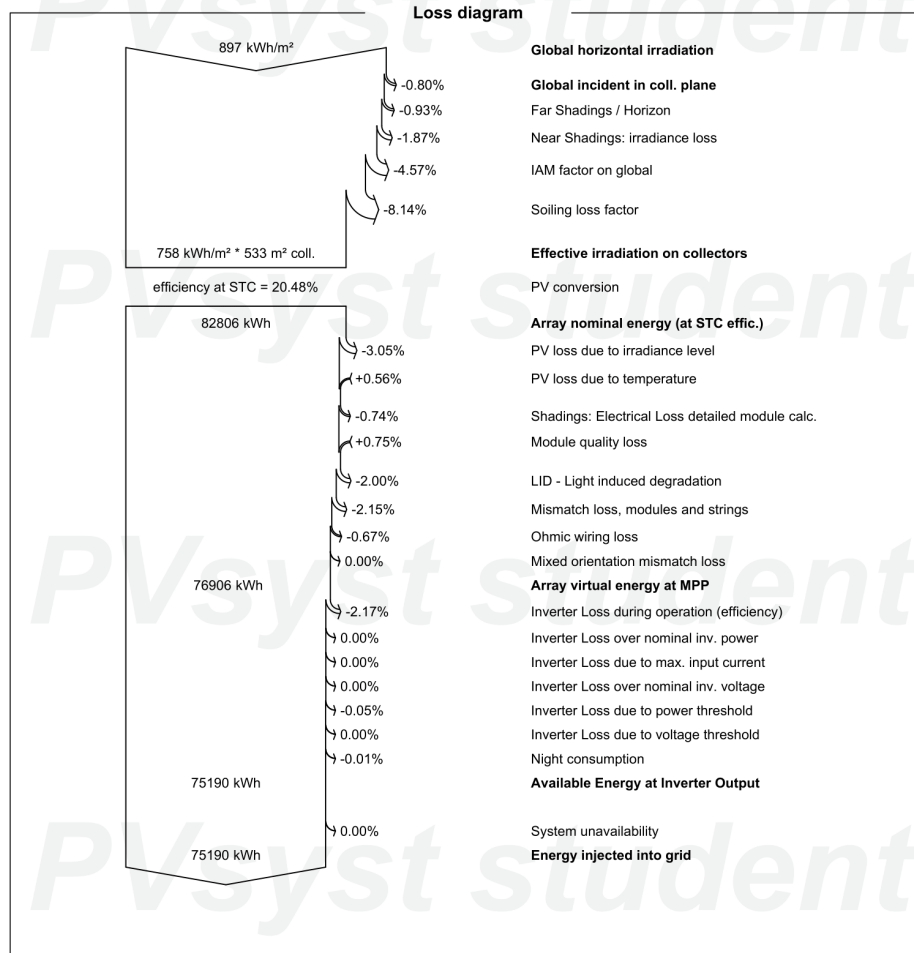 Loss diagram
897 kWh/m² Global horizontal irradiation
-0.80% Global incident in coll. plane
-0.93% Far Shadings / Horizon
-1.87% Near Shadings: irradiance loss
-4.57% IAM factor on global
-8.14% Soiling loss factor
758 kWh/m² * 533 m² coll. Effective irradiation on collectors
efficiency at STC = 20.48% PV conversion
82806 kWh Array nominal energy (at STC effic.)
-3.05% PV loss due to irradiance level
+0.56% PV loss due to temperature
-0.74% Shadings: Electrical Loss detailed module calc.
+0.75% Module quality loss
-2.00% LID - Light induced degradation
-2.15% Mismatch loss, modules and strings
-0.67% Ohmic wiring loss
0.00% Mixed orientation mismatch loss
76906 kWh Array virtual energy at MPP
-2.17% Inverter Loss during operation (efficiency)
0.00% Inverter Loss over nominal inv. power
0.00% Inverter Loss due to max. input current
0.00% Inverter Loss over nominal inv. voltage
-0.05% Inverter Loss due to power threshold
0.00% Inverter Loss due to voltage threshold
-0.01% Night consumption
75190 kWh Available Energy at Inverter Output
0.00% System unavailability
75190 kWh Energy injected into grid
PVsyst student
PVsyst student
PVsyst student
PVsyst student